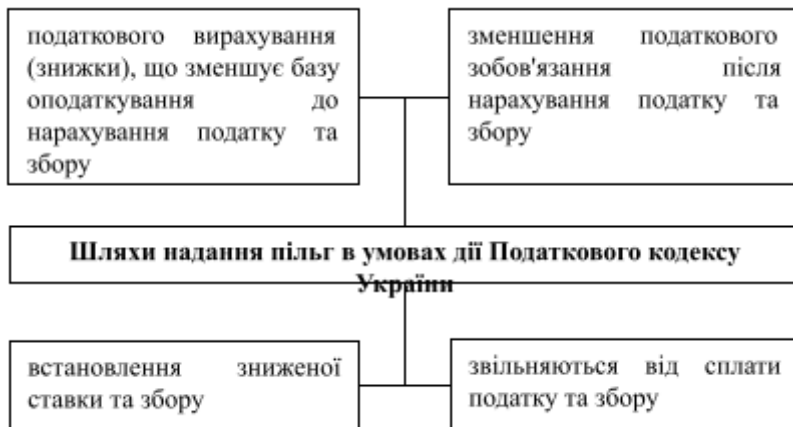 податкового вирахування
(знижки), що зменшує базу
оподаткування до
нарахування податку та
збору
зменшення податкового
зобов'язання після
нарахування податку та
збору
Шляхи надання пільг в умовах дії Податкового кодексу
України
встановлення зниженої
ставки та збору
звільняються від сплати
податку та збору